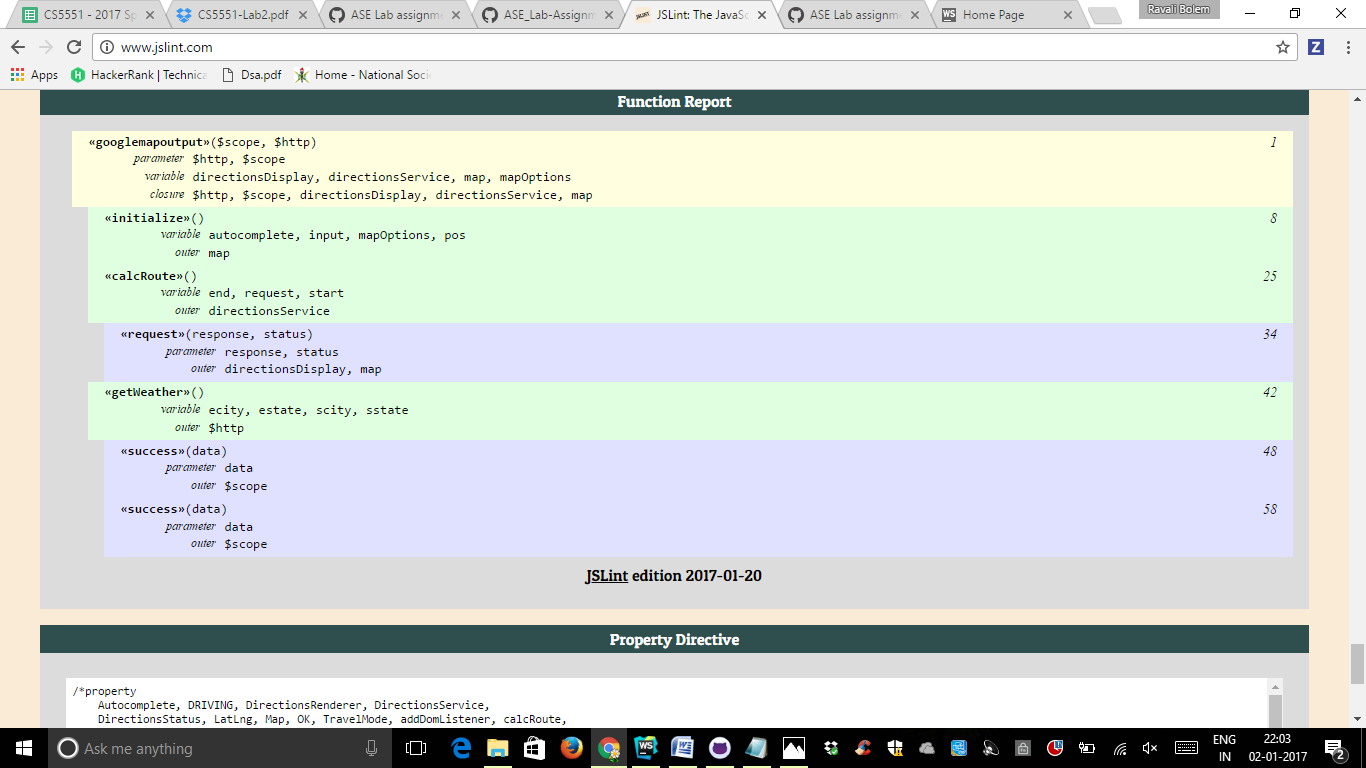 CS5551 - 2017 Sp
CS5551-Lab2.pdf
ASE Lab assignme
ASE_Lab-Assignm
JSLint: The JavaSc
ASE Lab assignme
WS Home Page
Ravali Bolem
www.jslint.com
Z
Apps
HackerRank | Technica
Dsa.pdf
Home - National Soci
Function Report
«googlemapoutput»($scope, $http) 1
parameter $http, $scope
variable directionsDisplay, directionsService, map, mapOptions
closure $http, $scope, directionsDisplay, directionsService, map
«initialize»() 8
variable autocomplete, input, mapOptions, pos
outer map
«calcRoute»() 25
variable end, request, start
outer directionsService
«request»(response, status) 34
parameter response, status
outer directionsDisplay, map
«getWeather»() 42
variable ecity, estate, scity, sstate
outer $http
«success»(data) 48
parameter data
outer $scope
«success»(data) 58
parameter data
outer $scope
JSLint edition 2017-01-20
Property Directive
/*property
Autocomplete, DRIVING, DirectionsRenderer, DirectionsService,
DirectionsStatus, LatLng, Map, OK, TravelMode, addDomListener, calcRoute,
Ask me anything
ENG
IN
22:03
02-01-2017
2